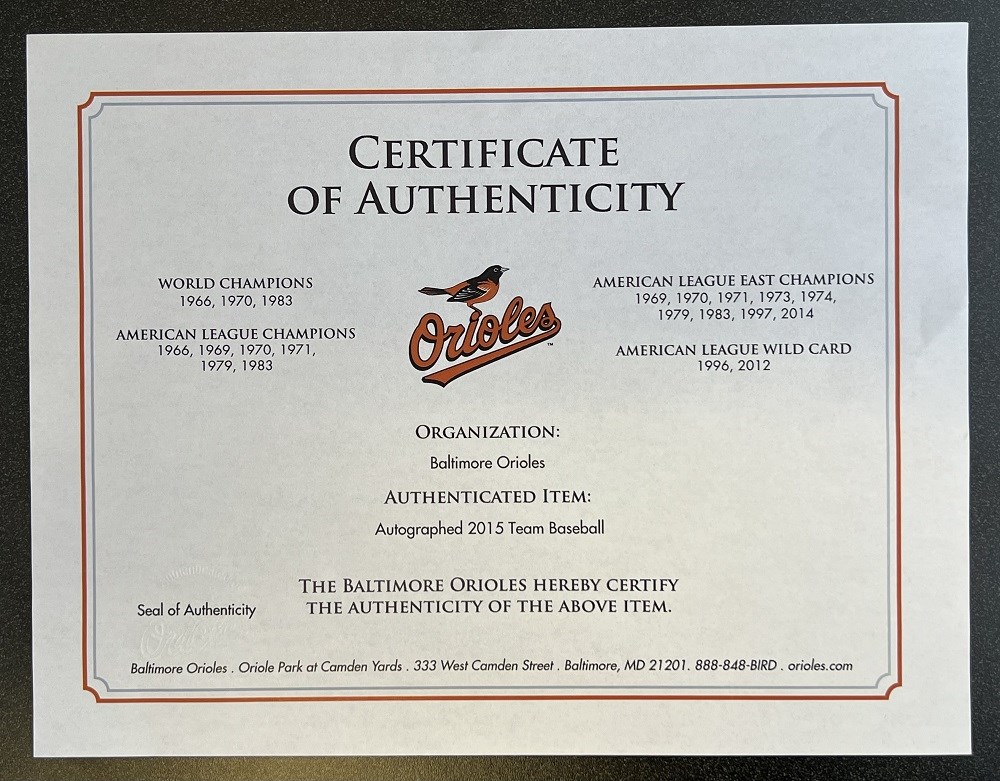 CERTIFICATE
OF AUTHENTICITY
WORLD CHAMPIONS
1966, 1970, 1983
AMERICAN LEAGUE CHAMPIONS
1966, 1969, 1970, 1971,
1979, 1983
Orioles
™
AMERICAN LEAGUE EAST CHAMPIONS
1969, 1970, 1971, 1973, 1974,
1979, 1983, 1997, 2014
AMERICAN LEAGUE WILD CARD
1996, 2012
ORGANIZATION:
Baltimore Orioles
AUTHENTICATED ITEM:
Autographed 2015 Team Baseball
THE BALTIMORE ORIOLES HEREBY CERTIFY
THE AUTHENTICITY OF THE ABOVE ITEM.
Seal of Authenticity
Baltimore Orioles . Oriole Park at Camden Yards . 333 West Camden Street . Baltimore, MD 21201. 888-848-BIRD . orioles.com